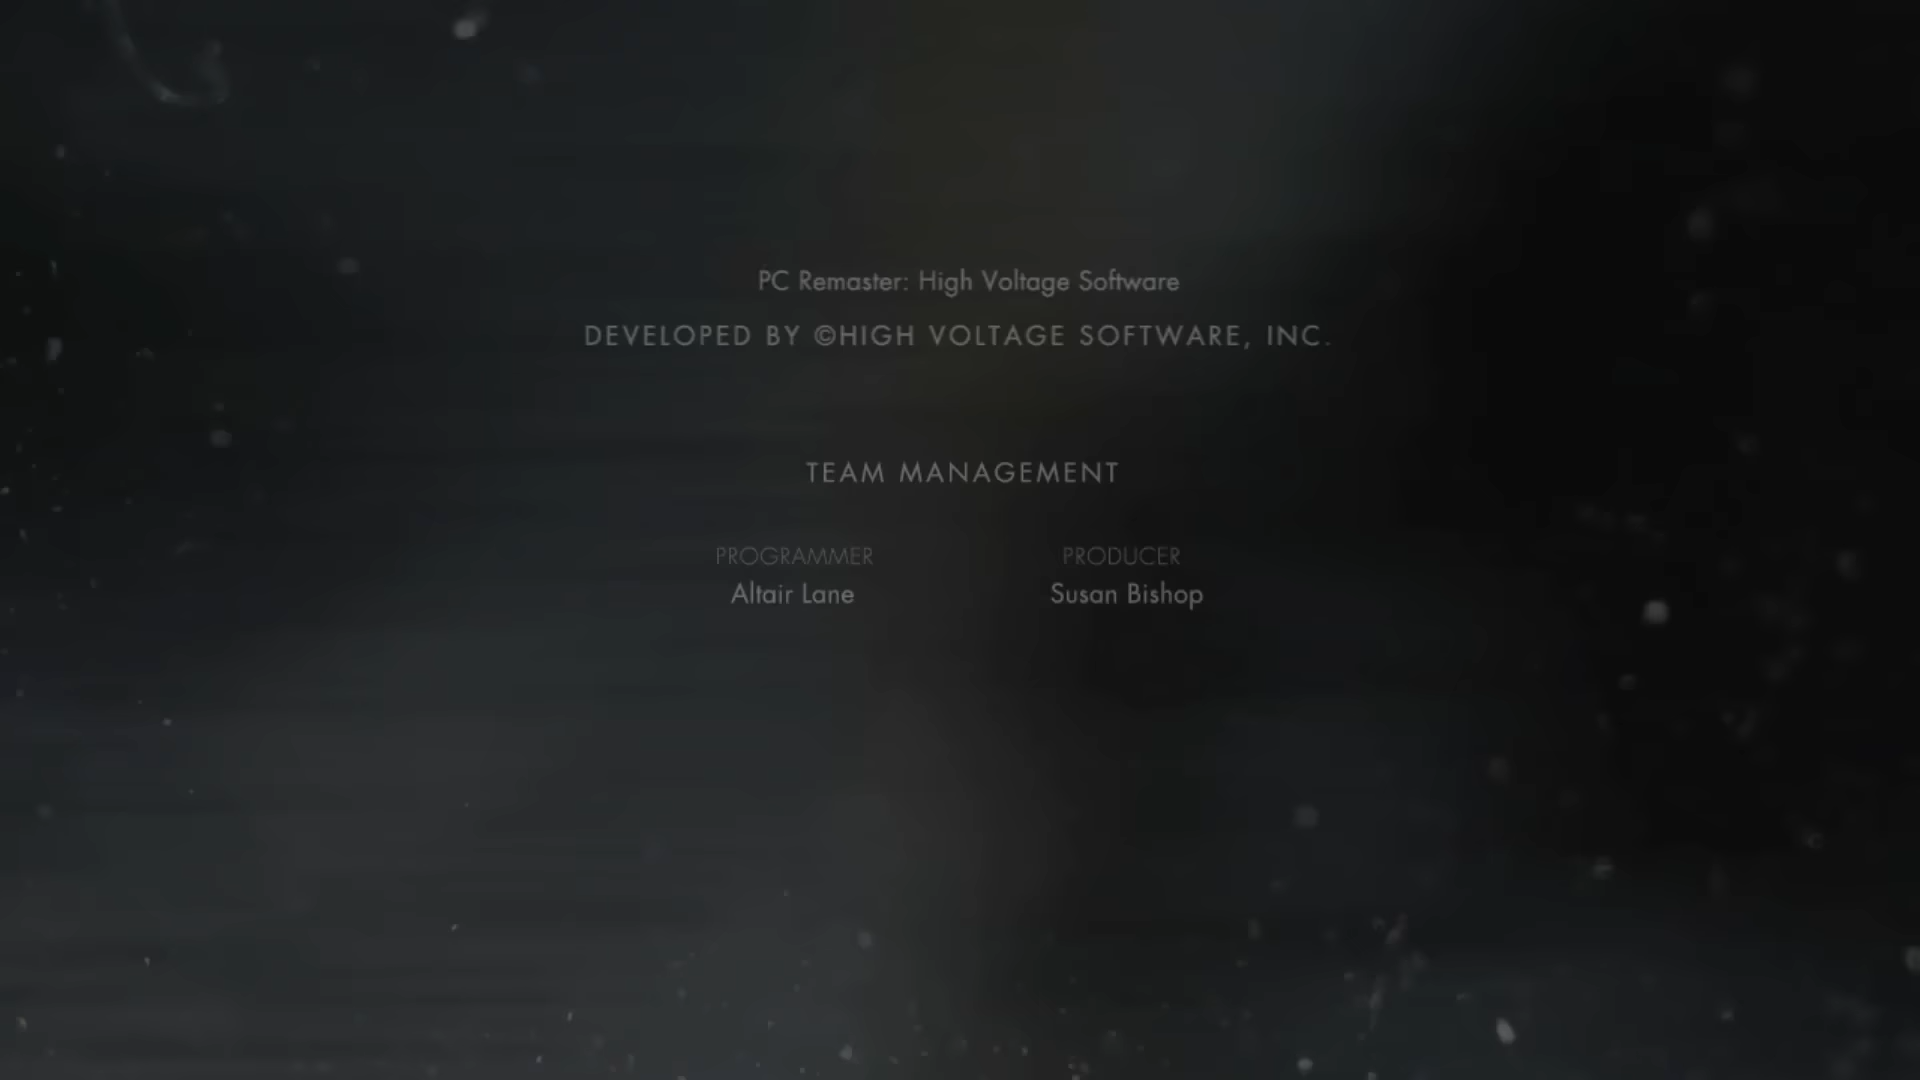 PC Remaster: High Voltage Software
DEVELOPED BY ©HIGH VOLTAGE SOFTWARE, INC.
TEAM MANAGEMENT
PROGRAMMER PRODUCER
Altair Lane Susan Bishop